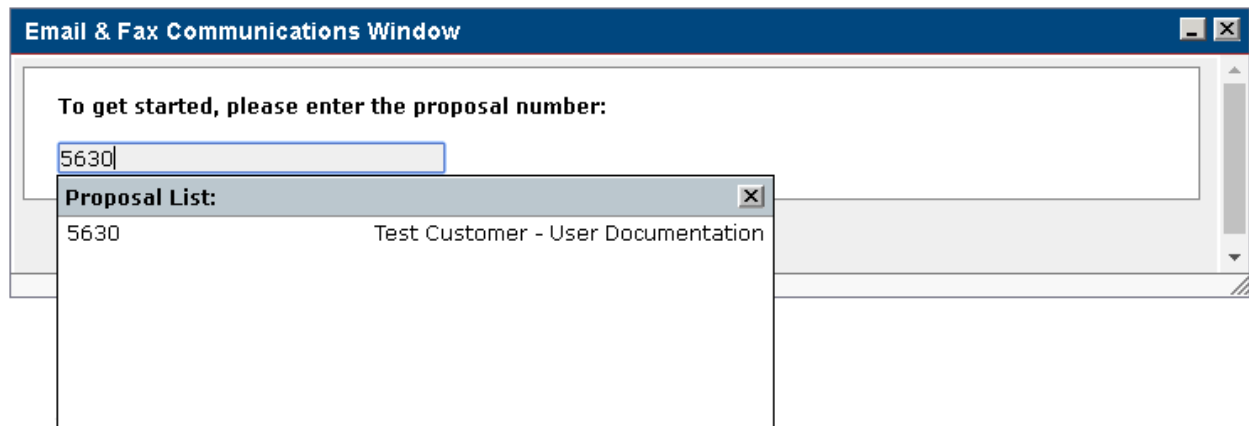 Email & Fax Communications Window
To get started, please enter the proposal number:
5630
Proposal List:
5630 Test Customer - User Documentation